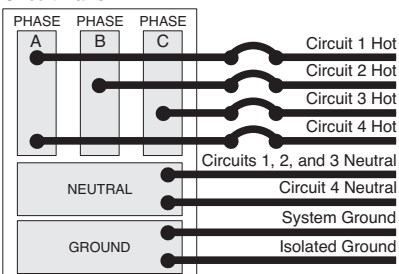 PHASE PHASE PHASE
A B C
Circuit 1 Hot
Circuit 2 Hot
Circuit 3 Hot
Circuit 4 Hot
Circuits 1, 2, and 3 Neutral
NEUTRAL
Circuit 4 Neutral
System Ground
GROUND
Isolated Ground